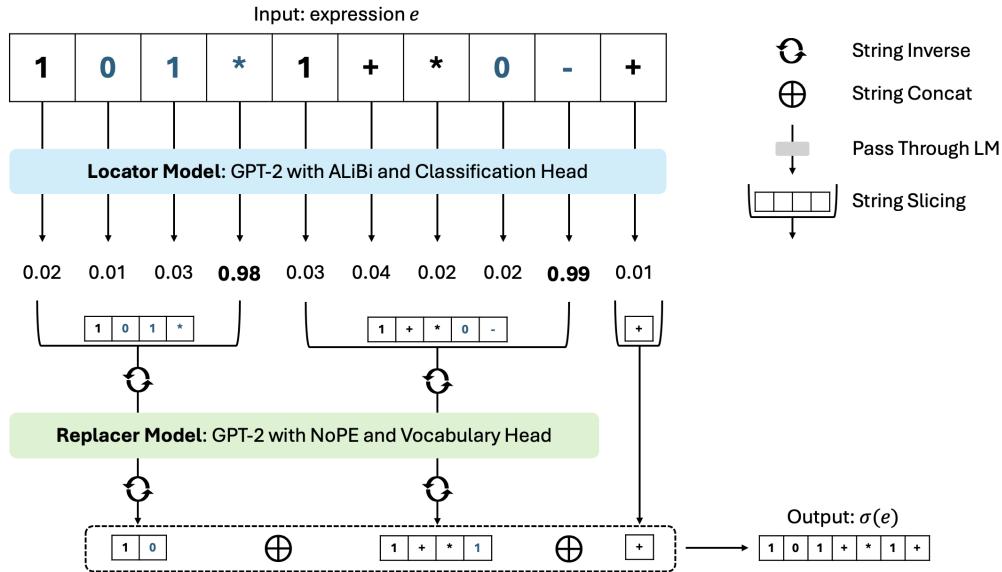 Input: expression e
1 0 1 * 1 + * 0 - +
String Inverse
String Concat
Pass Through LM
String Slicing
Locator Model: GPT-2 with ALiBi and Classification Head
0.02 0.01 0.03 0.98 0.03 0.04 0.02 0.02 0.99 0.01
1 0 1 *
1 + * 0 -
+
Replacer Model: GPT-2 with NoPE and Vocabulary Head
1 0
1 + * 1
+
Output: σ(e)
1 0 1 + * 1 +